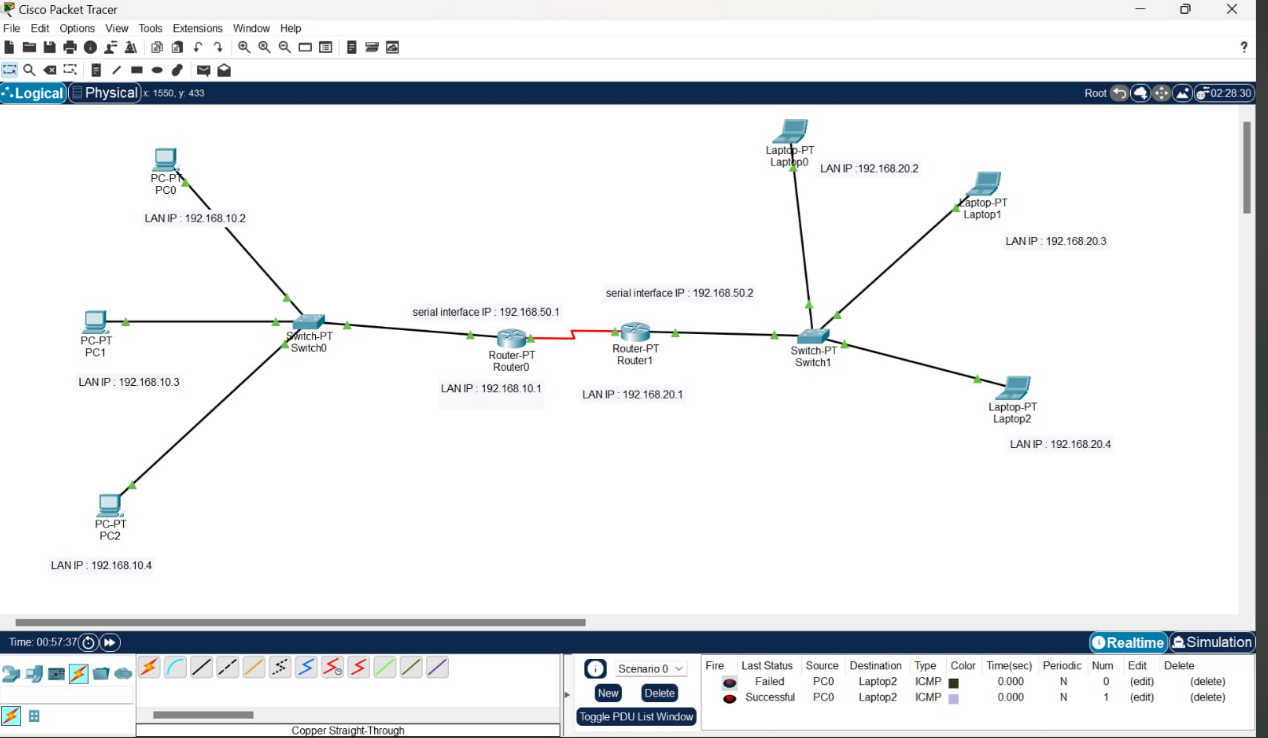 Cisco Packet Tracer
File Edit Options View Tools Extensions Window Help
?
Logical Physical x: 1550, y: 433
Root 02:28:30
PC-PT
PC0
LAN IP : 192.168.10.2
Laptop-PT
Laptop0
LAN IP :192.168.20.2
Laptop-PT
Laptop1
LAN IP : 192.168.20.3
serial interface IP : 192.168.50.2
serial interface IP : 192.168.50.1
PC-PT
PC1
LAN IP : 192.168.10.3
Switch-PT
Switch0
Router-PT
Router0
LAN IP : 192.168.10.1
Router-PT
Router1
LAN IP : 192.168.20.1
Switch-PT
Switch1
Laptop-PT
Laptop2
LAN IP : 192.168.20.4
PC-PT
PC2
LAN IP : 192.168.10.4
Time: 00:57:37
Realtime Simulation
Scenario 0
New Delete
Toggle PDU List Window
Fire Last Status Source Destination Type Color Time(sec) Periodic Num Edit Delete
Failed PC0 Laptop2 ICMP 0.000 N 0 (edit) (delete)
Successful PC0 Laptop2 ICMP 0.000 N 1 (edit) (delete)
Copper Straight-Through